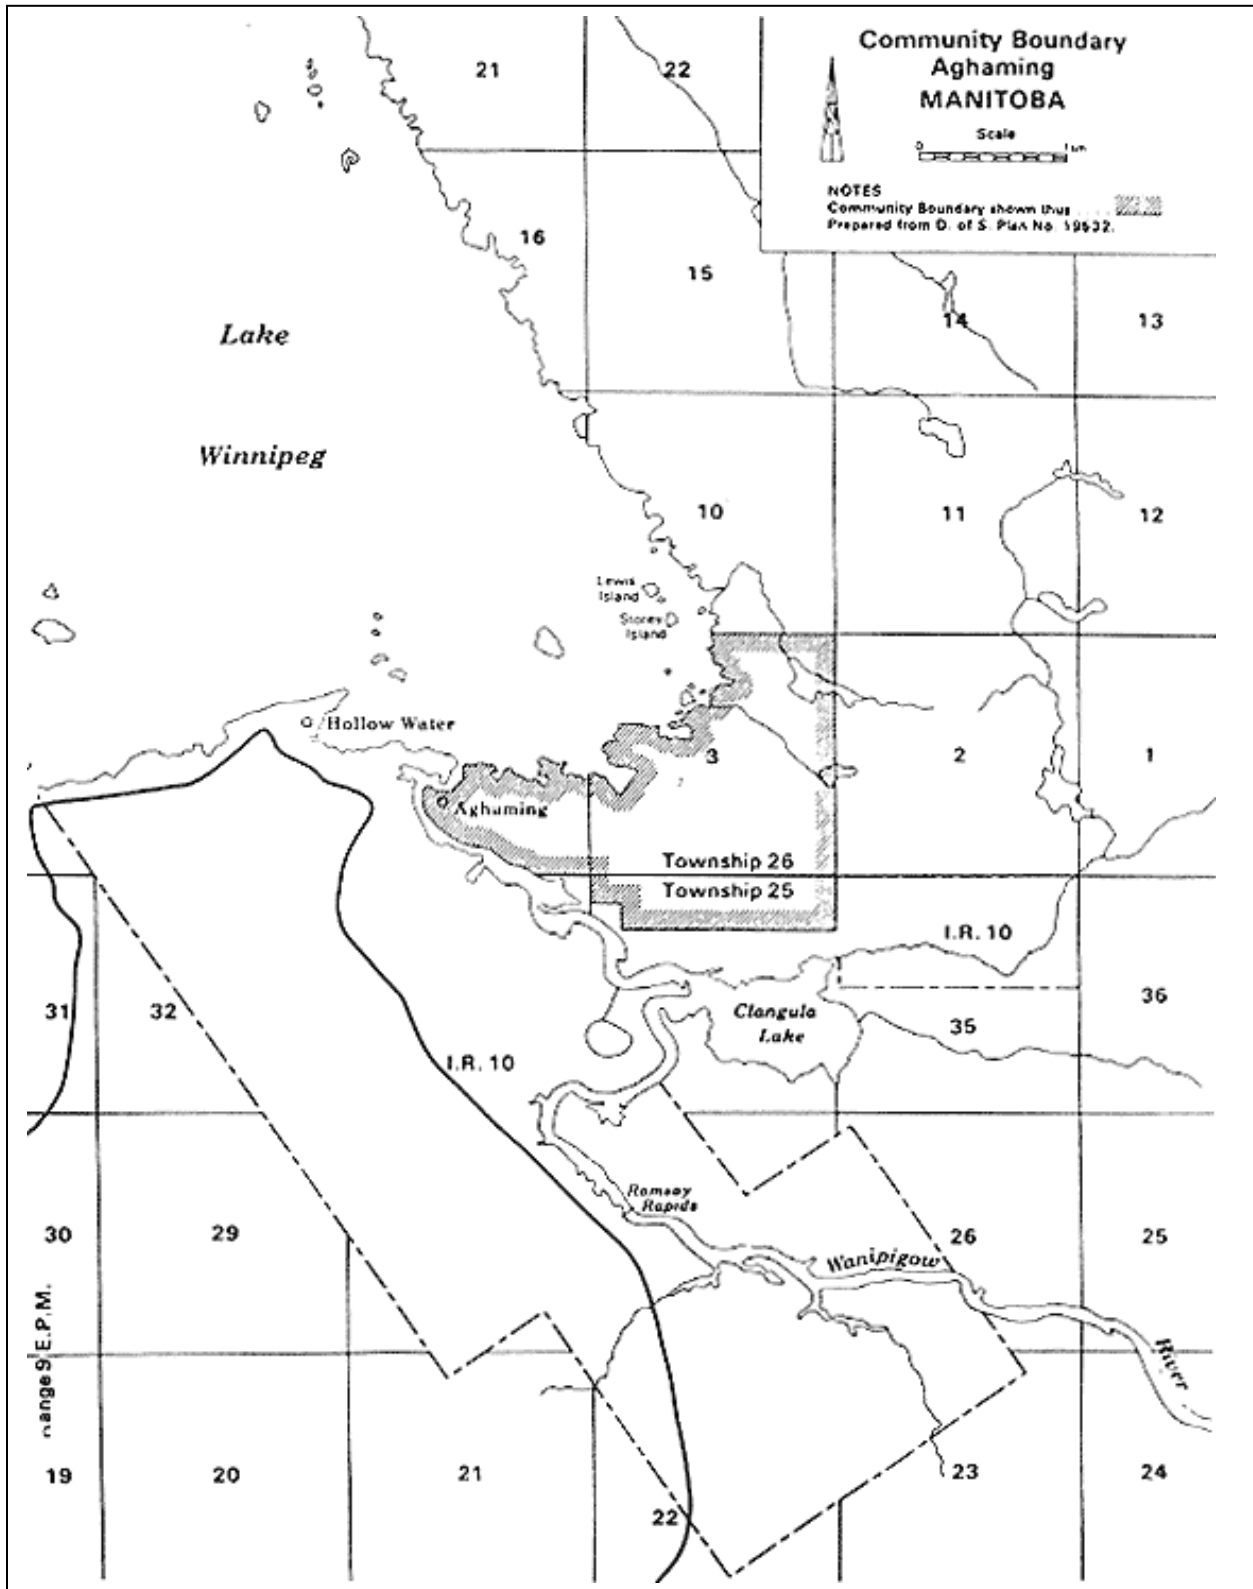 Community Boundary
Aghaming
MANITOBA
Scale
0 1 km
NOTES
Community Boundary shown thus
Prepared from D. of S. Plan No. 19532.
21
22
16
15
14
13
Lake
Winnipeg
10
11
12
Lewis
Island
Storey
Island
Hollow Water
Aghaming
3
2
1
Township 26
Township 25
I.R. 10
31
32
Clangula
Lake
35
36
I.R. 10
Ramsay
Rapids
30
29
26
25
Wanipigow
River
Range 9 E.P.M.
19
20
21
22
23
24